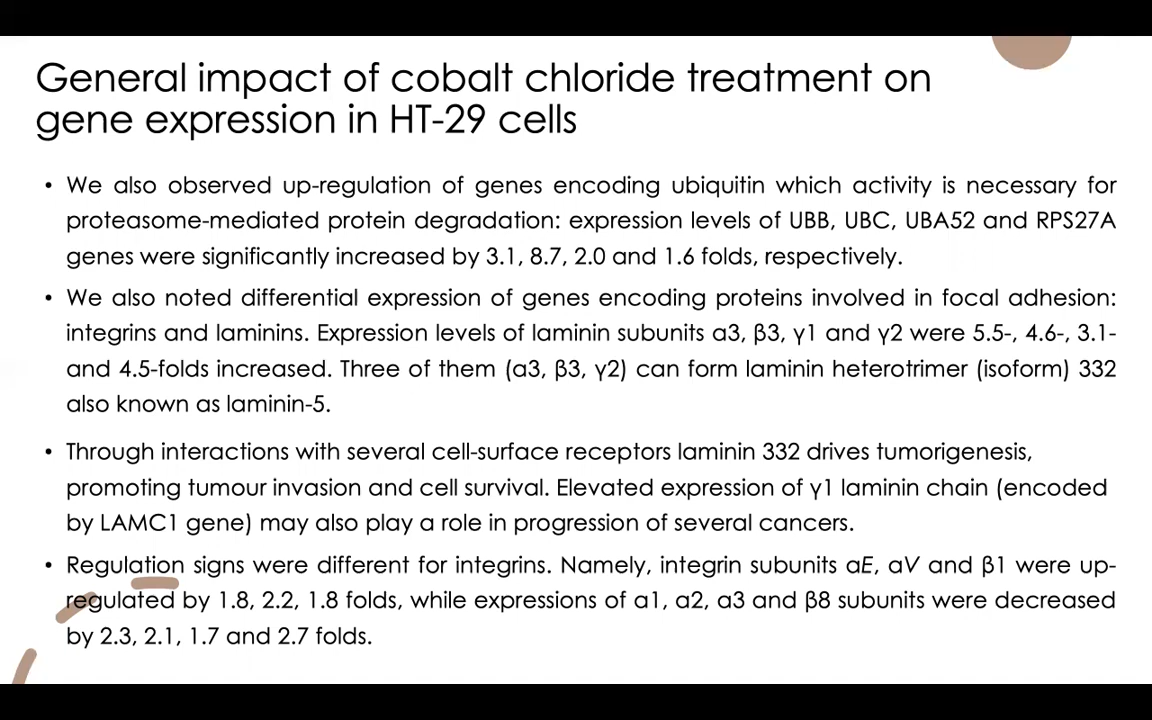 General impact of cobalt chloride treatment on
gene expression in HT-29 cells
• We also observed up-regulation of genes encoding ubiquitin which activity is necessary for
proteasome-mediated protein degradation: expression levels of UBB, UBC, UBA52 and RPS27A
genes were significantly increased by 3.1, 8.7, 2.0 and 1.6 folds, respectively.
• We also noted differential expression of genes encoding proteins involved in focal adhesion:
integrins and laminins. Expression levels of laminin subunits α3, β3, γ1 and γ2 were 5.5-, 4.6-, 3.1-
and 4.5-folds increased. Three of them (α3, β3, γ2) can form laminin heterotrimer (isoform) 332
also known as laminin-5.
• Through interactions with several cell-surface receptors laminin 332 drives tumorigenesis,
promoting tumour invasion and cell survival. Elevated expression of γ1 laminin chain (encoded
by LAMC1 gene) may also play a role in progression of several cancers.
• Regulation signs were different for integrins. Namely, integrin subunits αE, αV and β1 were up-
regulated by 1.8, 2.2, 1.8 folds, while expressions of α1, α2, α3 and β8 subunits were decreased
by 2.3, 2.1, 1.7 and 2.7 folds.